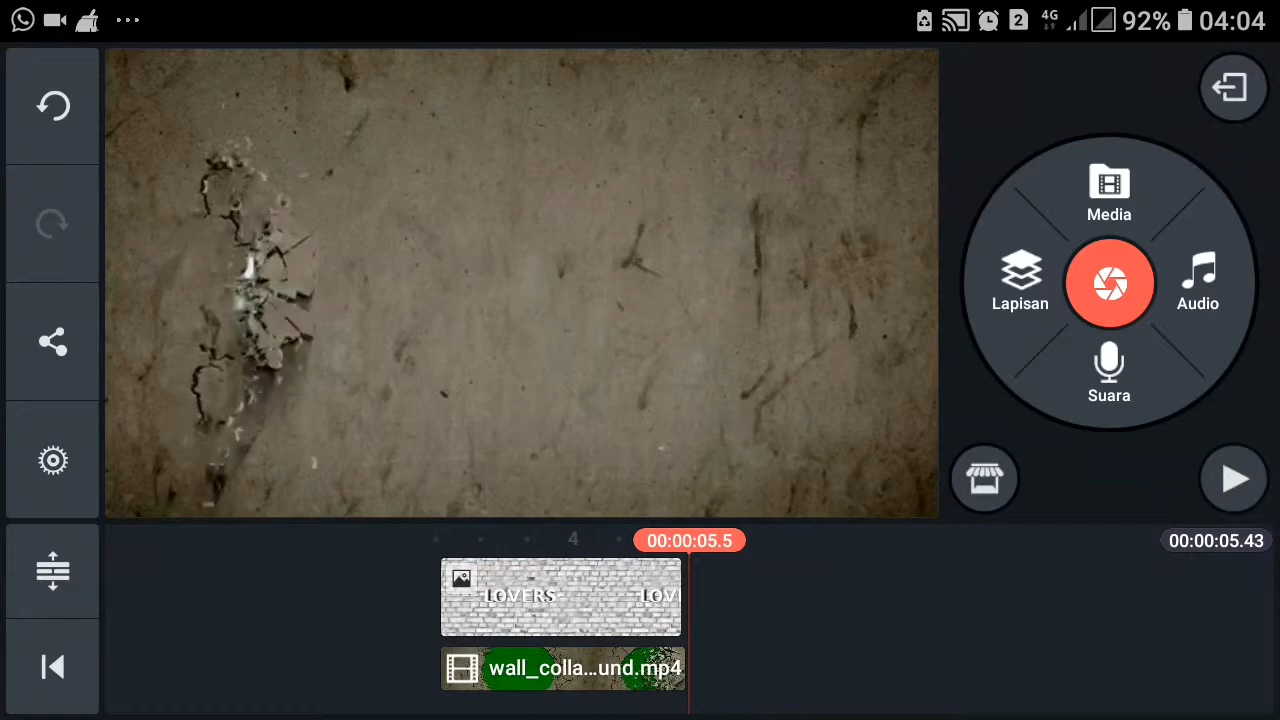 2 4G 92% 04:04
Media
Lapisan
Audio
Suara
4
00:00:05.5
00:00:05.43
LOVERS LOV
wall_colla...und.mp4